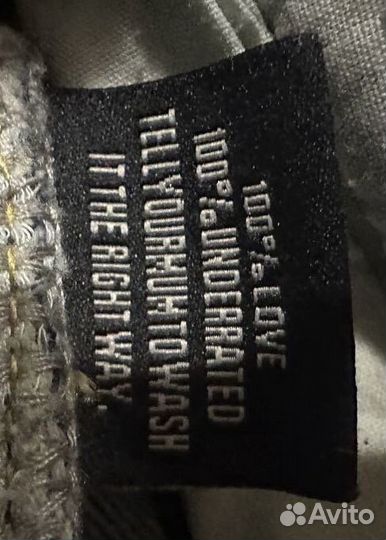 100% LOVE
100% UNDERRATED
TELL YOUR MUM TO WASH
IT THE RIGHT WAY.
Avito